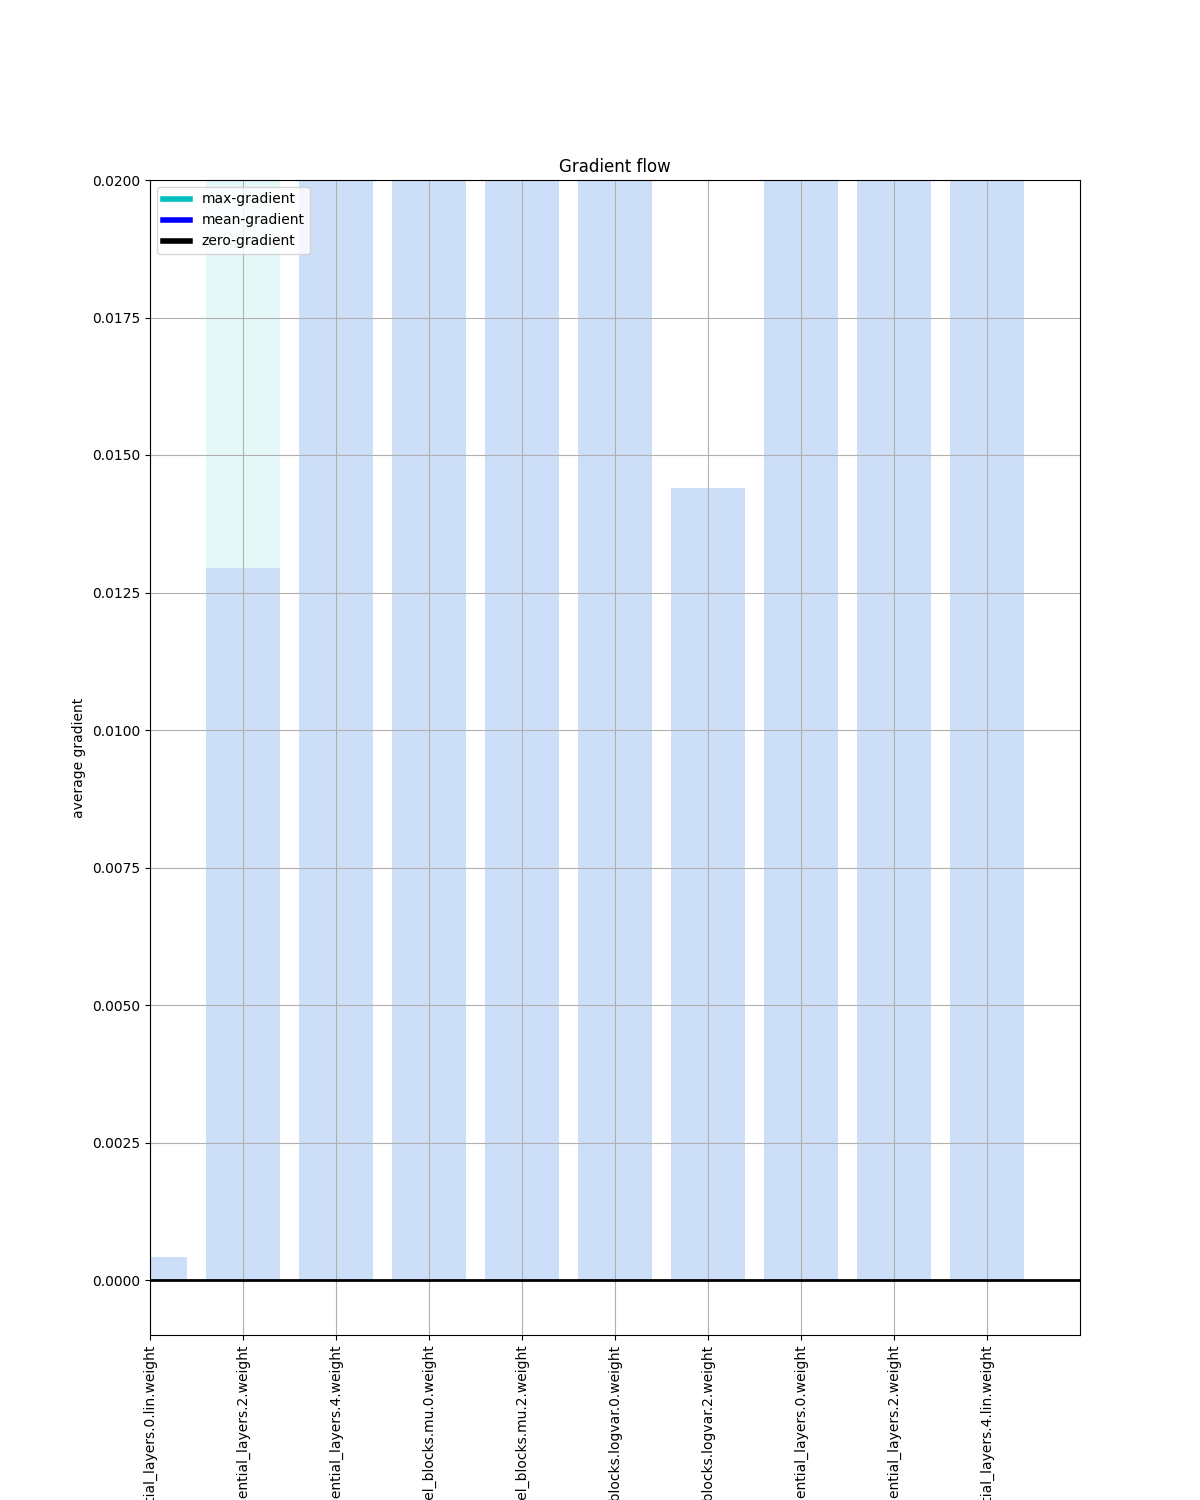 Gradient flow
max-gradient
mean-gradient
zero-gradient
0.0200
0.0175
0.0150
0.0125
0.0100
0.0075
0.0050
0.0025
0.0000
average gradient
tial_layers.0.lin.weight
ential_layers.2.weight
ential_layers.4.weight
el_blocks.mu.0.weight
el_blocks.mu.2.weight
blocks.logvar.0.weight
blocks.logvar.2.weight
ential_layers.0.weight
ential_layers.2.weight
tial_layers.4.lin.weight